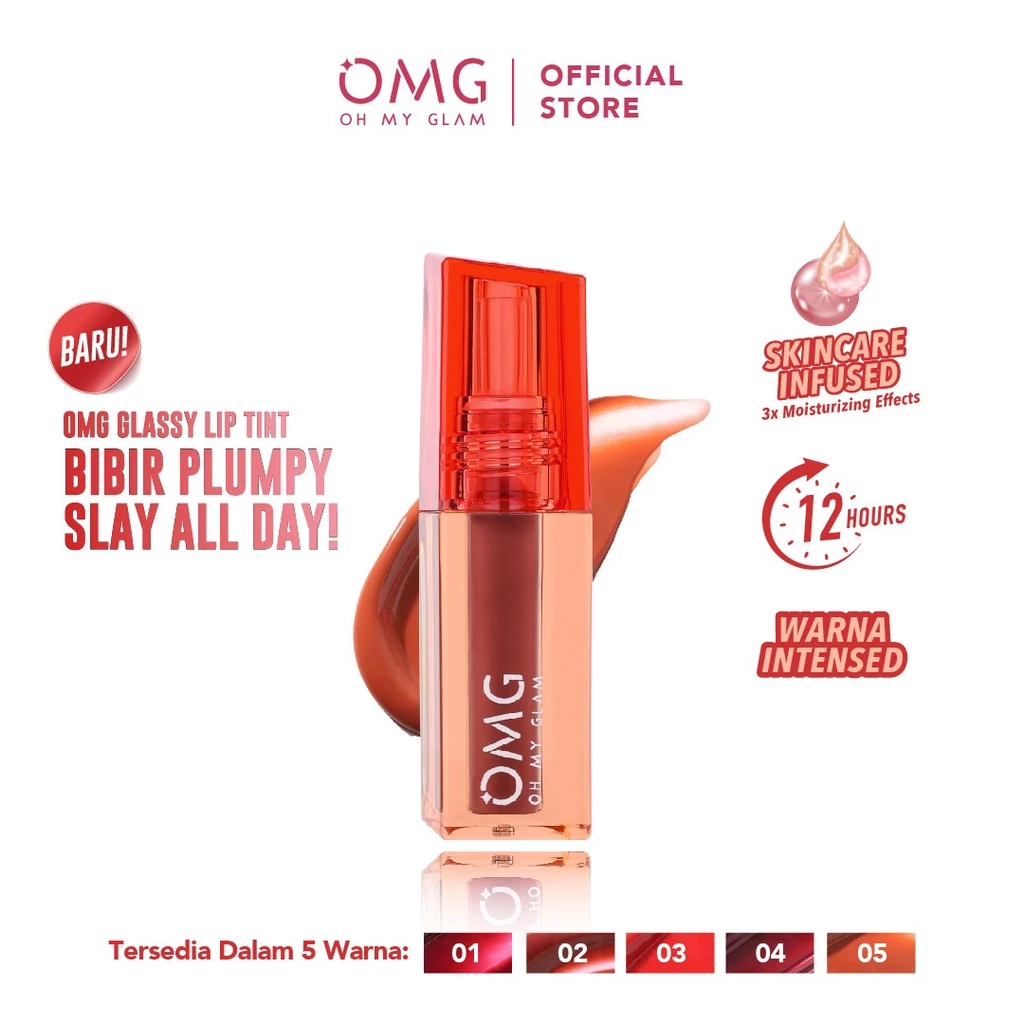 OMG
OH MY GLAM
OFFICIAL
STORE
BARU!
OMG GLASSY LIP TINT
BIBIR PLUMPY
SLAY ALL DAY!
SKINCARE
INFUSED
3x Moisturizing Effects
12 HOURS
WARNA
INTENSED
OMG
OH MY GLAM
Tersedia Dalam 5 Warna: 01 02 03 04 05